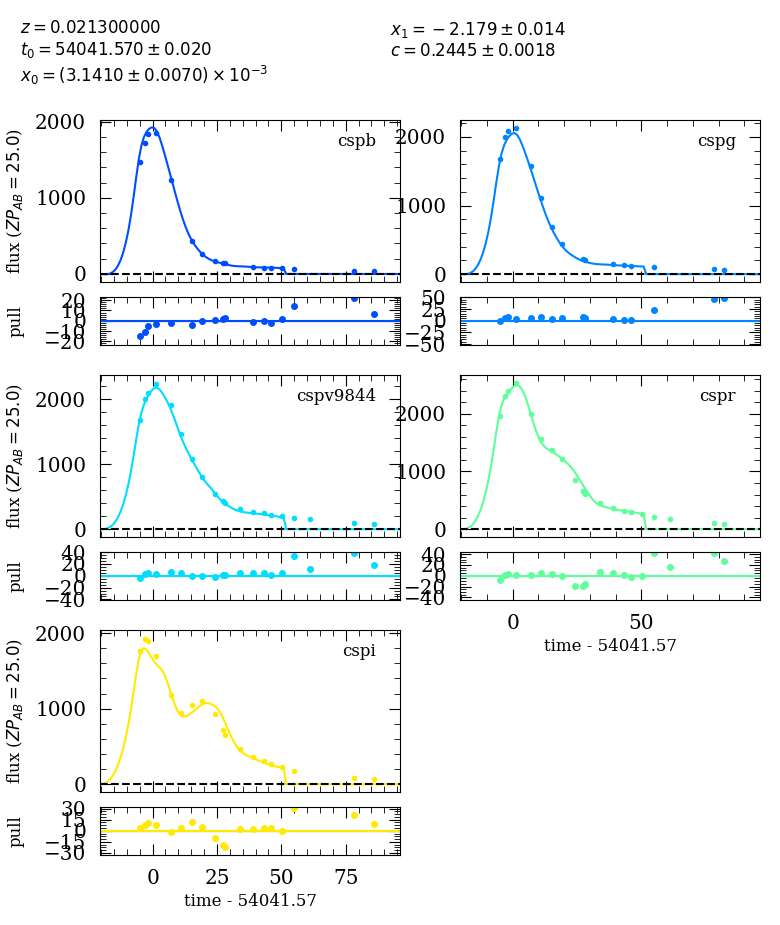 z = 0.021300000
t₀ = 54041.570 ± 0.020
x₀ = (3.1410 ± 0.0070) × 10⁻³
x₁ = −2.179 ± 0.014
c = 0.2445 ± 0.0018
cspb
2000
1000
0
flux (ZP_AB = 25.0)
cspg
2000
1000
0
20
10
0
−10
−20
pull
50
25
0
−25
−50
cspv9844
2000
1000
0
flux (ZP_AB = 25.0)
cspr
2000
1000
0
40
20
0
−20
−40
pull
40
20
0
−20
−40
0 50
time - 54041.57
cspi
2000
1000
0
flux (ZP_AB = 25.0)
30
15
0
−15
−30
pull
0 25 50 75
time - 54041.57